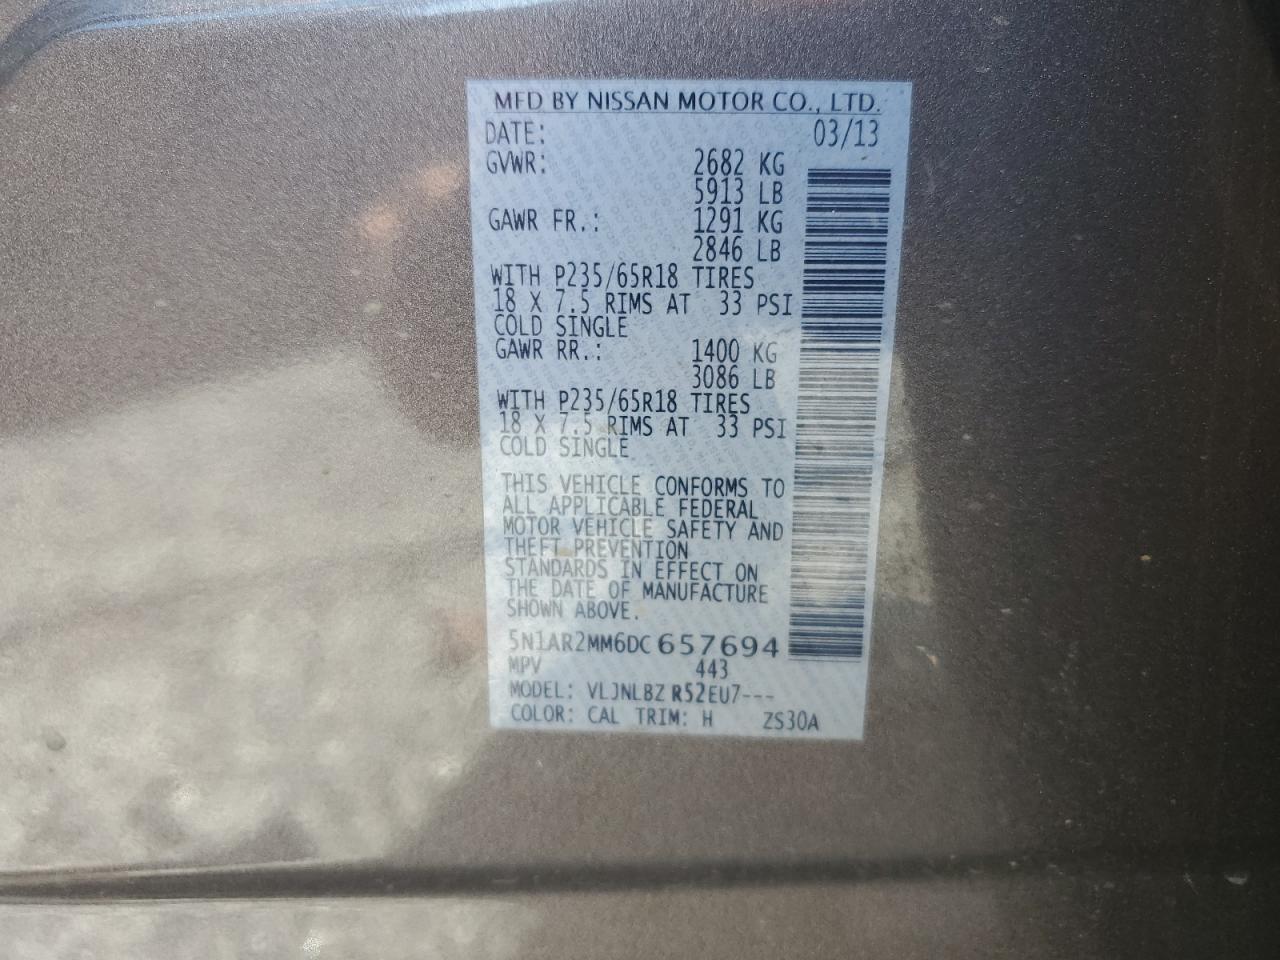 MFD BY NISSAN MOTOR CO., LTD.
DATE: 03/13
GVWR: 2682 KG
5913 LB
GAWR FR.: 1291 KG
2846 LB
WITH P235/65R18 TIRES
18 X 7.5 RIMS AT 33 PSI
COLD SINGLE
GAWR RR.: 1400 KG
3086 LB
WITH P235/65R18 TIRES
18 X 7.5 RIMS AT 33 PSI
COLD SINGLE
THIS VEHICLE CONFORMS TO
ALL APPLICABLE FEDERAL
MOTOR VEHICLE SAFETY AND
THEFT PREVENTION
STANDARDS IN EFFECT ON
THE DATE OF MANUFACTURE
SHOWN ABOVE.
5N1AR2MM6DC657694
MPV 443
MODEL: VLJNLBZ R52EU7---
COLOR: CAL TRIM: H ZS30A